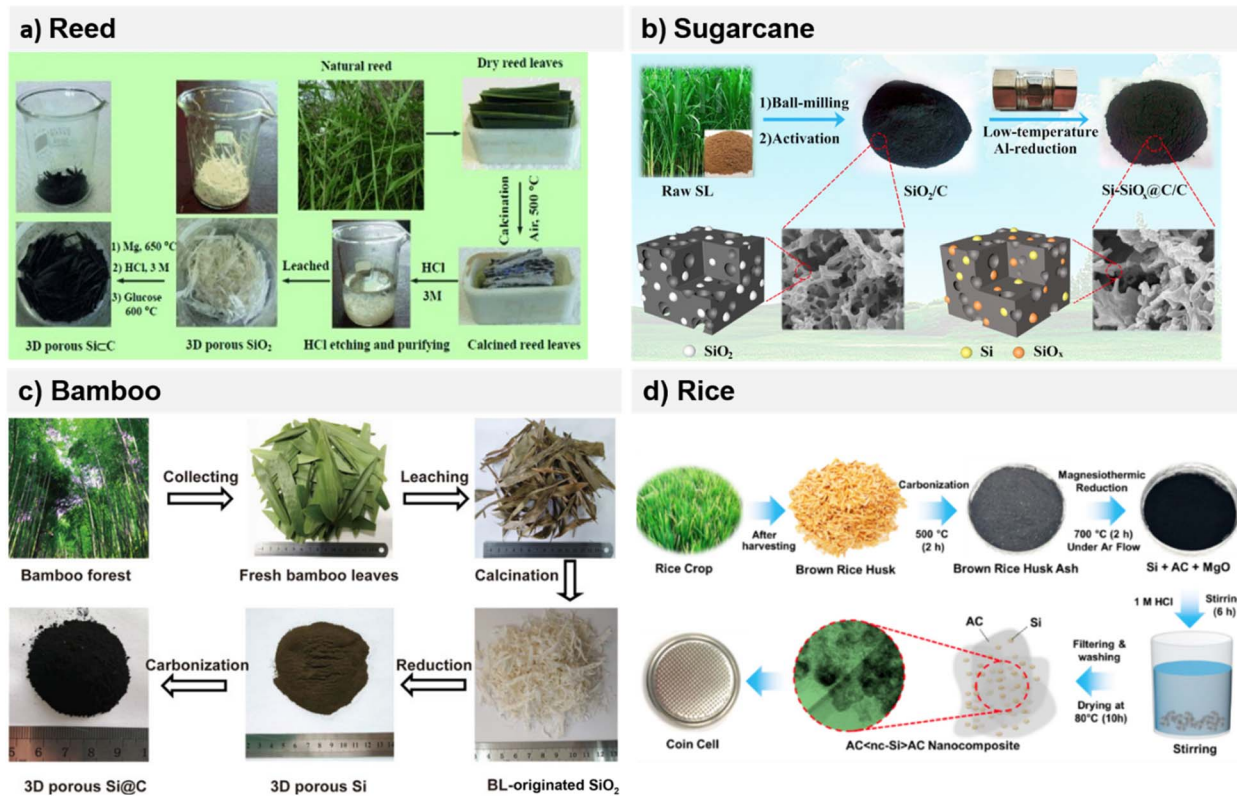 a) Reed
Natural reed
Dry reed leaves
Calcination
Air, 500 °C
1) Mg, 650 °C
2) HCl, 3 M
3) Glucose
600 °C
Leached
HCl
3M
3D porous Si⊂C
3D porous SiO₂
HCl etching and purifying
Calcined reed leaves
b) Sugarcane
1)Ball-milling
2)Activation
Low-temperature
Al-reduction
Raw SL
SiO₂/C
Si-SiOₓ@C/C
SiO₂
Si
SiOₓ
c) Bamboo
Collecting
Leaching
Bamboo forest
Fresh bamboo leaves
Calcination
Carbonization
Reduction
3D porous Si@C
3D porous Si
BL-originated SiO₂
d) Rice
After
harvesting
Carbonization
500 °C
(2 h)
Magnesiothermic
Reduction
700 °C (2 h)
Under Ar Flow
Rice Crop
Brown Rice Husk
Brown Rice Husk Ash
Si + AC + MgO
1 M HCl
Stirrin
(6 h)
AC
Si
Filtering &
washing
Drying at
80°C (10h)
Coin Cell
AC<nc-Si>AC Nanocomposite
Stirring